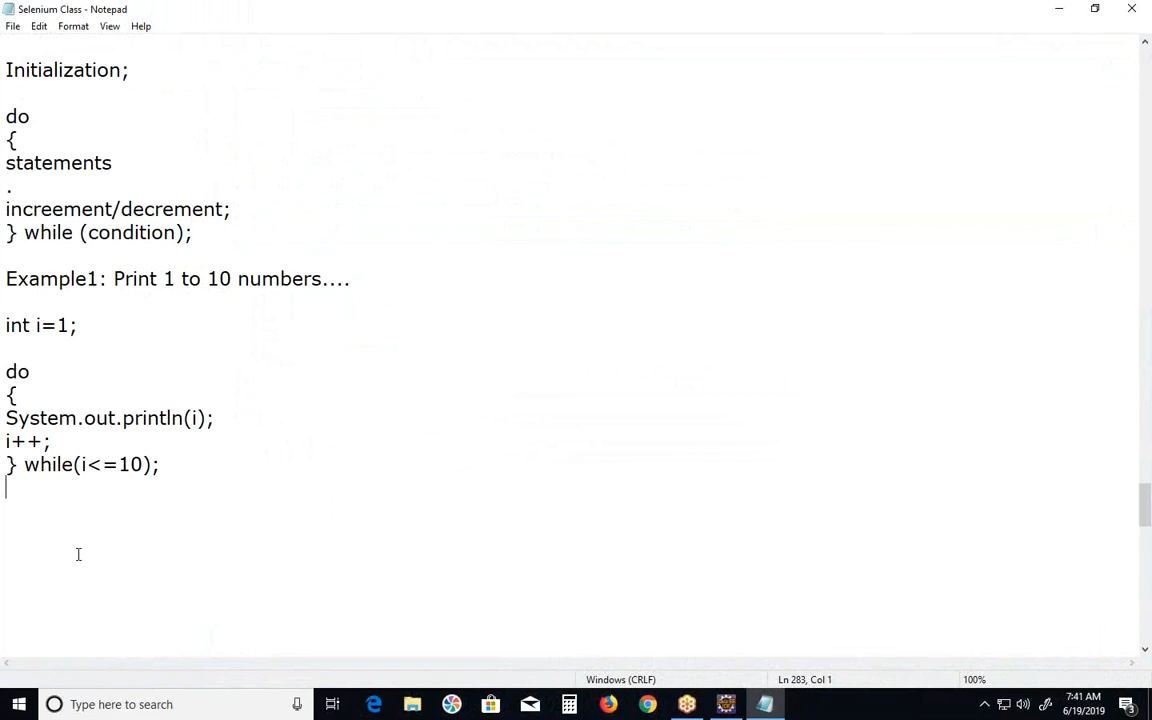 Selenium Class - Notepad
File Edit Format View Help
Initialization;
do
{
statements
.
increement/decrement;
} while (condition);
Example1: Print 1 to 10 numbers....
int i=1;
do
{
System.out.println(i);
i++;
} while(i<=10);
Windows (CRLF) Ln 283, Col 1 100%
Type here to search
7:41 AM
6/19/2019
3